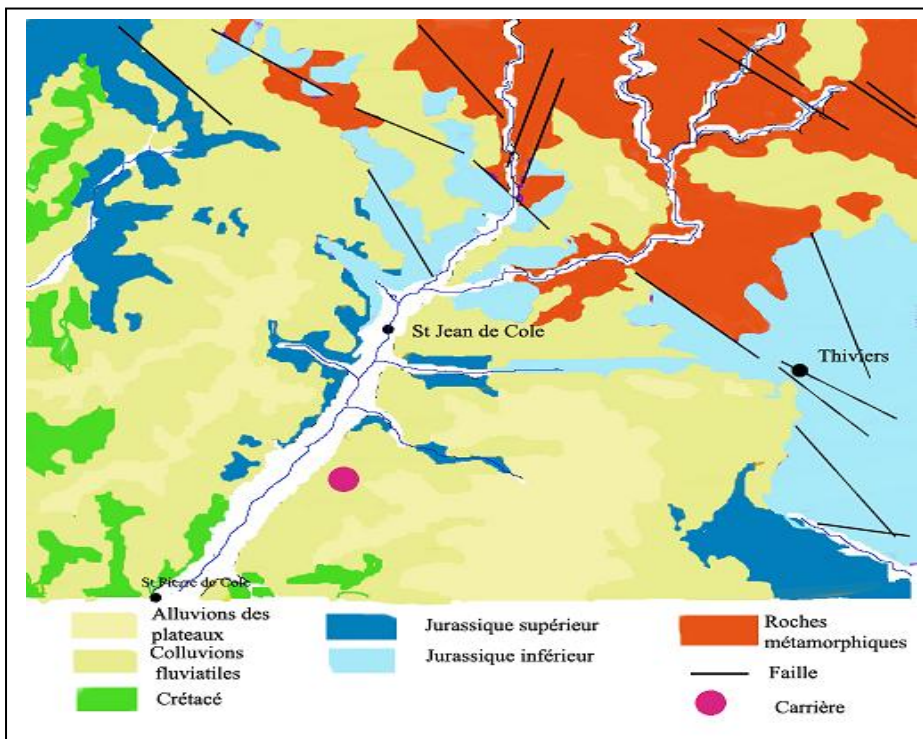 St Jean de Cole
Thiviers
St Pierre de Cole
Alluvions des
plateaux
Colluvions
fluviatiles
Crétacé
Jurassique supérieur
Jurassique inférieur
Roches
métamorphiques
Faille
Carrière